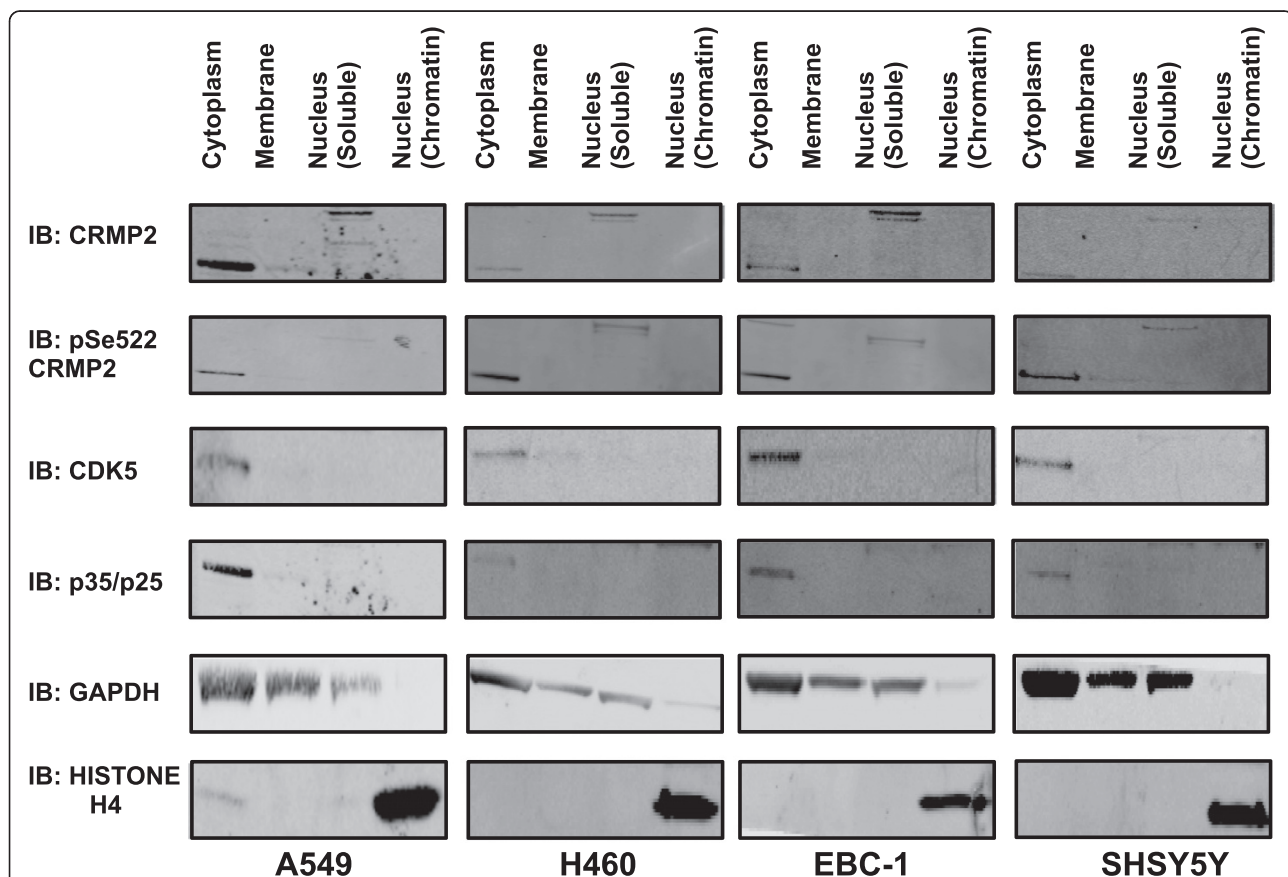 Cytoplasm
Membrane
Nucleus
(Soluble)
Nucleus
(Chromatin)
Cytoplasm
Membrane
Nucleus
(Soluble)
Nucleus
(Chromatin)
Cytoplasm
Membrane
Nucleus
(Soluble)
Nucleus
(Chromatin)
Cytoplasm
Membrane
Nucleus
(Soluble)
Nucleus
(Chromatin)
IB: CRMP2
IB: pSe522
CRMP2
IB: CDK5
IB: p35/p25
IB: GAPDH
IB: HISTONE
H4
A549
H460
EBC-1
SHSY5Y